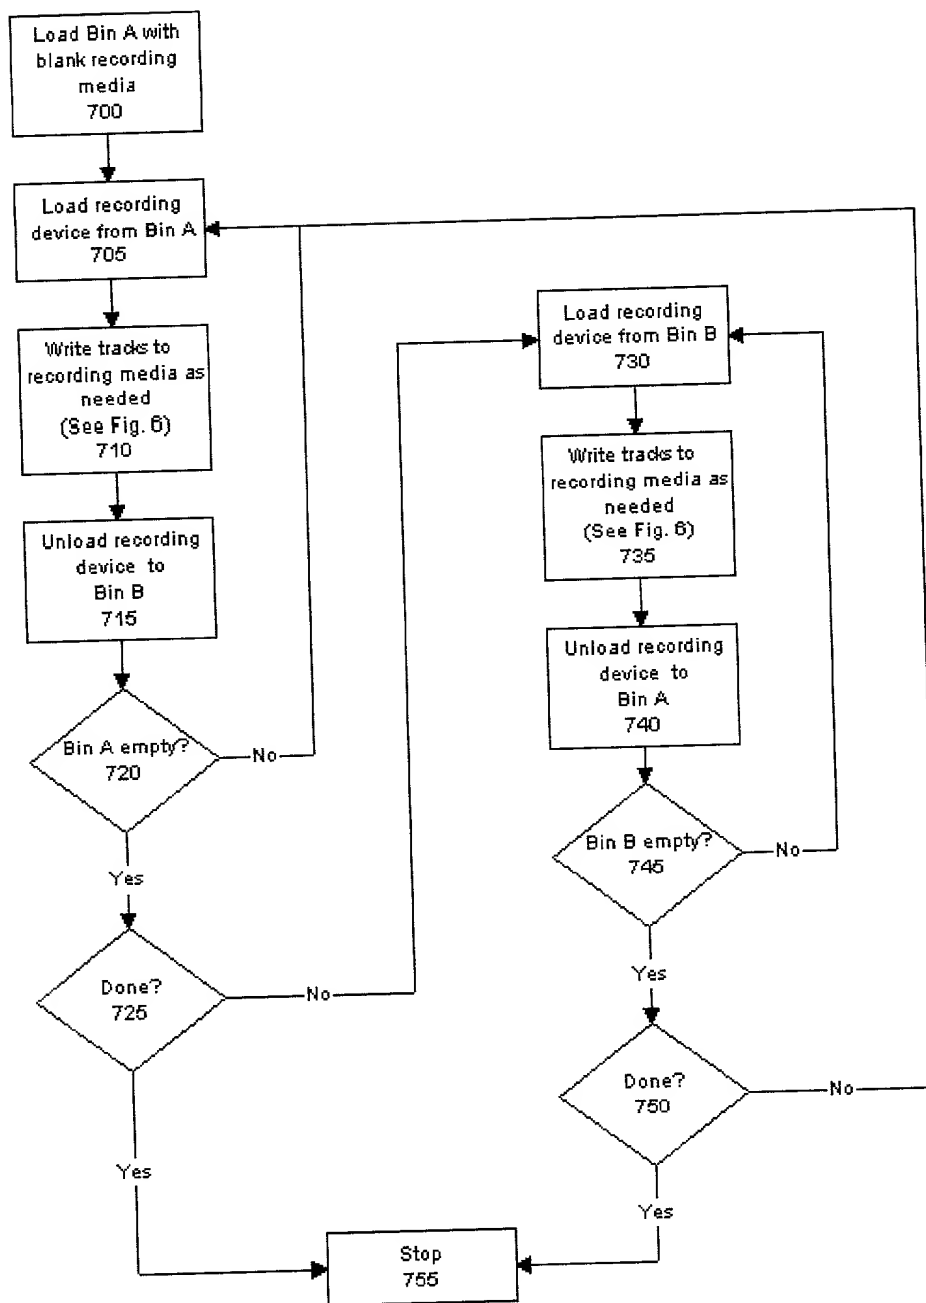 Load Bin A with
blank recording
media
700
Load recording
device from Bin A
705
Write tracks to
recording media as
needed
(See Fig. 6)
710
Unload recording
device to
Bin B
715
Bin A empty?
720
No
Yes
Done?
725
No
Yes
Load recording
device from Bin B
730
Write tracks to
recording media as
needed
(See Fig. 6)
735
Unload recording
device to
Bin A
740
Bin B empty?
745
No
Yes
Done?
750
No
Yes
Stop
755